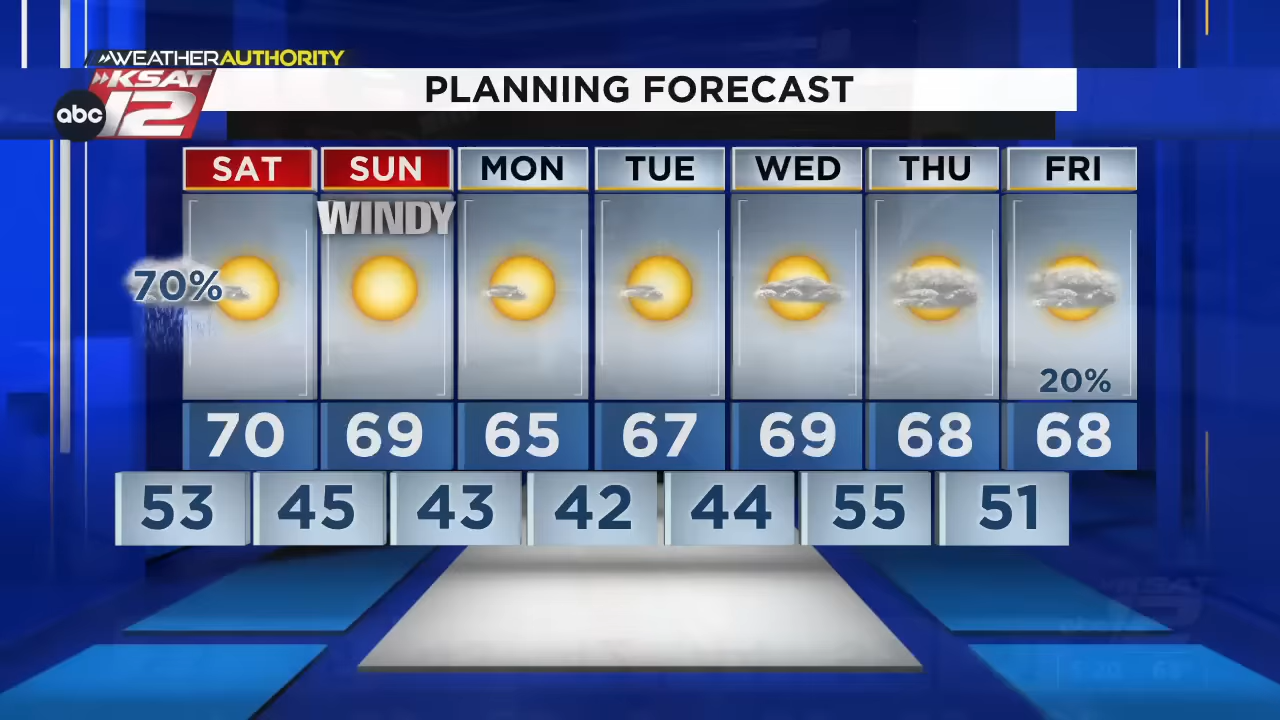 WEATHERAUTHORITY
KSAT
abc 12
PLANNING FORECAST
SAT SUN MON TUE WED THU FRI
WINDY
70%
20%
70 69 65 67 69 68 68
53 45 43 42 44 55 51